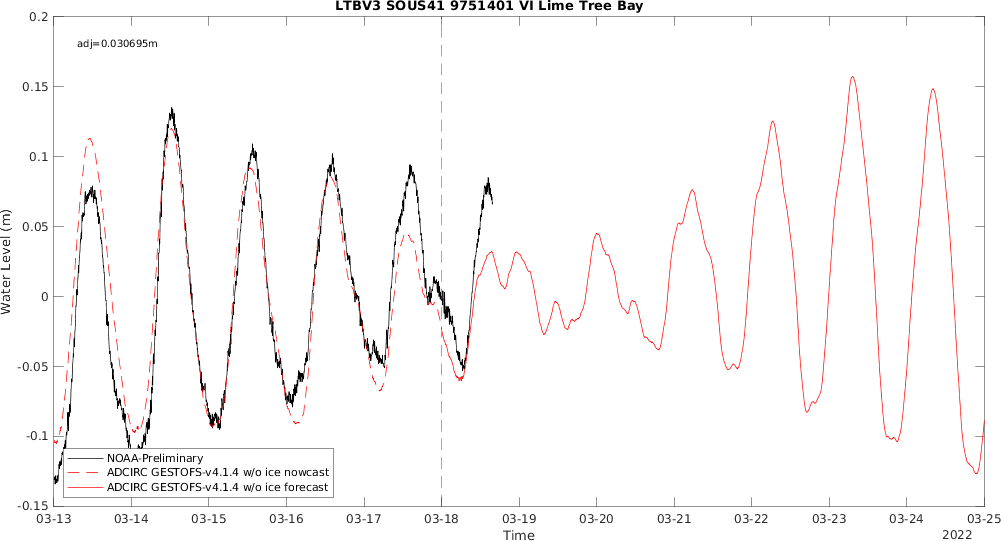 LTBV3 SOUS41 9751401 VI Lime Tree Bay
adj=0.030695m
0.2
0.15
0.1
0.05
0
-0.05
-0.1
-0.15
Water Level (m)
NOAA-Preliminary
ADCIRC GESTOFS-v4.1.4 w/o ice nowcast
ADCIRC GESTOFS-v4.1.4 w/o ice forecast
03-13 03-14 03-15 03-16 03-17 03-18 03-19 03-20 03-21 03-22 03-23 03-24 03-25
Time
2022